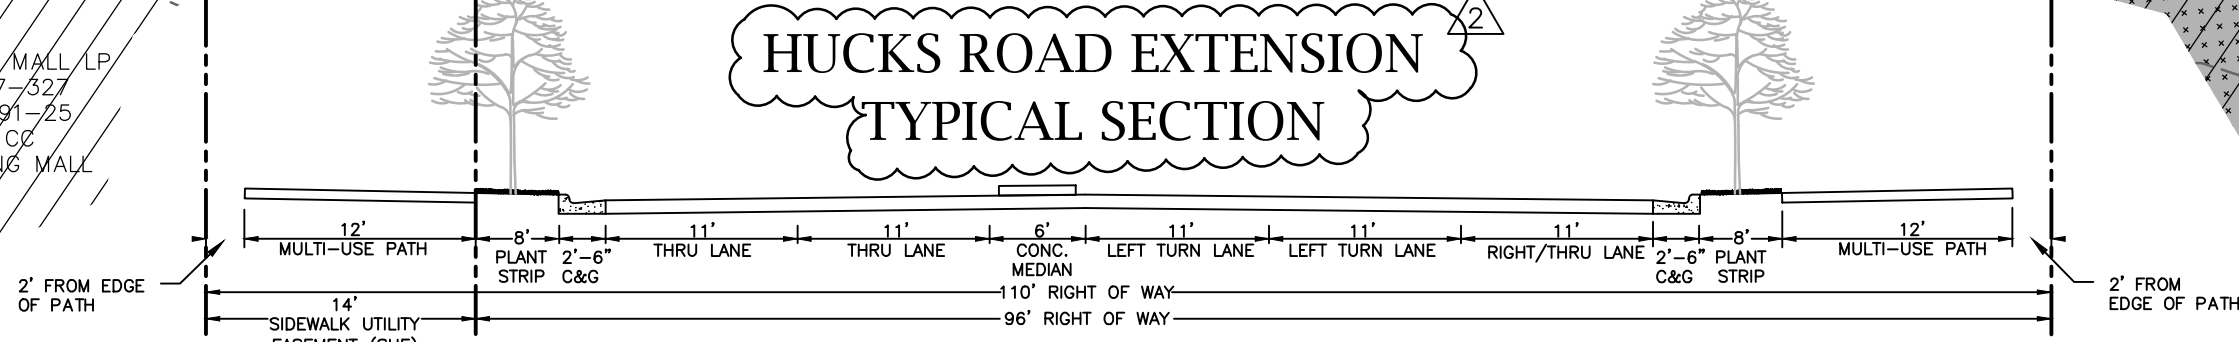 HUCKS ROAD EXTENSION
2
TYPICAL SECTION
MALL LP
7-327
91-25
CC
NG MALL
12'
MULTI-USE PATH
8'
PLANT
STRIP
2'-6"
C&G
11'
THRU LANE
11'
THRU LANE
6'
CONC.
MEDIAN
11'
LEFT TURN LANE
11'
LEFT TURN LANE
11'
RIGHT/THRU LANE
2'-6"
C&G
8'
PLANT
STRIP
12'
MULTI-USE PATH
2' FROM EDGE
OF PATH
2' FROM
EDGE OF PATH
110' RIGHT OF WAY
14'
SIDEWALK UTILITY
EASEMENT (SUE)
96' RIGHT OF WAY